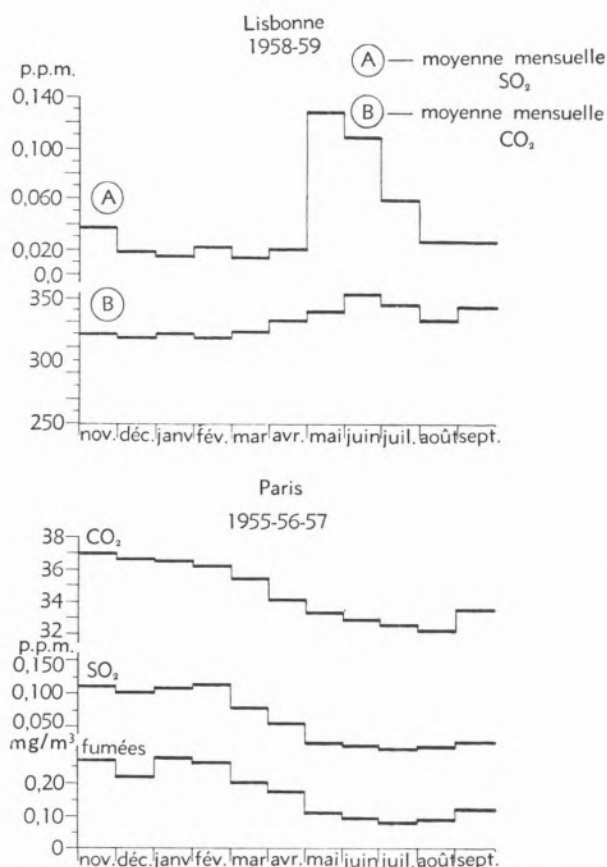 Lisbonne
1958-59
A — moyenne mensuelle
SO₂
B — moyenne mensuelle
CO₂
p.p.m.
0,140
0,100
0,060
0,020
0,0
A
350
300
250
B
nov. déc. janv fév. mar avr. mai juin juil. août sept.
Paris
1955-56-57
38
36
34
32
CO₂
p.p.m.
0,150
0,100
0,050
SO₂
mg/m³ fumées
0,20
0,10
0
nov. déc. janv fév. mar avr. mai juin juil. août sept.